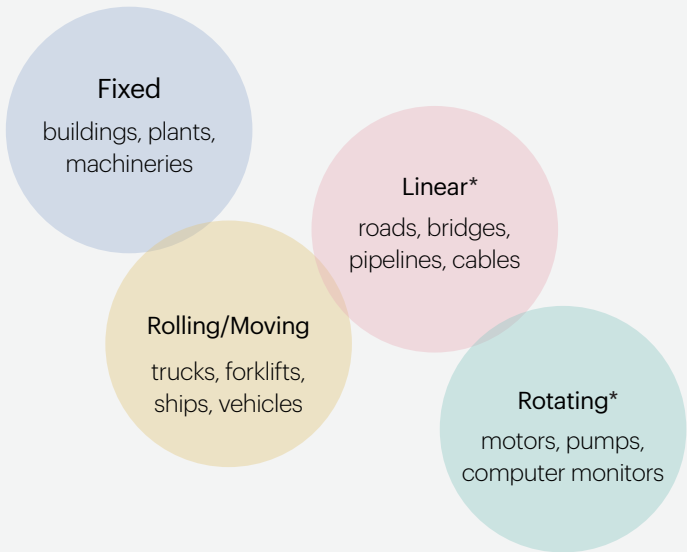 Fixed
buildings, plants,
machineries
Linear*
roads, bridges,
pipelines, cables
Rolling/Moving
trucks, forklifts,
ships, vehicles
Rotating*
motors, pumps,
computer monitors